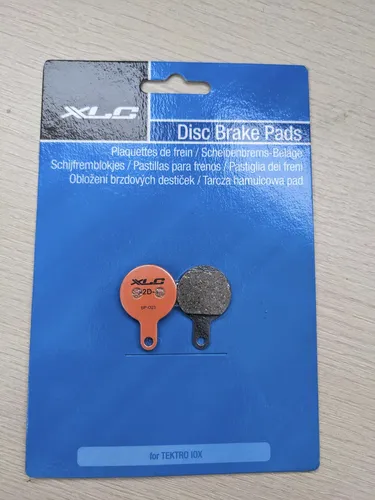 XLC
Disc Brake Pads
Plaquettes de frein / Scheibenbrems-Beläge
Schijfremblokjes / Pastillas para frenos / Pastiglia dei freni
Obložení brzdových destiček / Tarcza hamulcowa pad
XLC
2D
for TEKTRO IOX